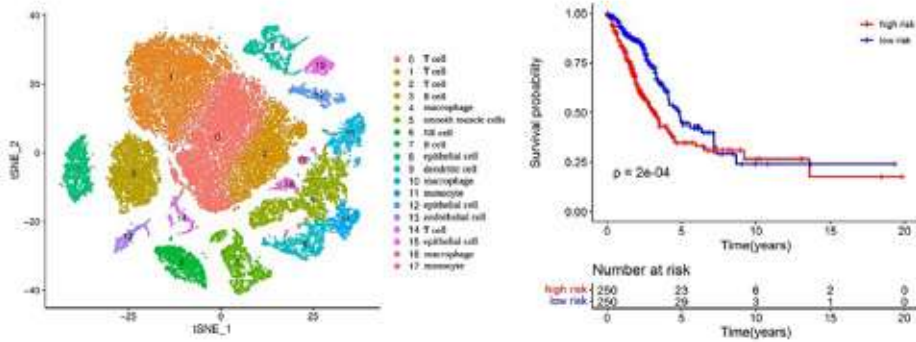 40
20
0
−20
−40
tSNE_2
−25
0
25
tSNE_1
0 T cell
1 T cell
2 T cell
3 B cell
4 macrophage
5 smooth muscle cells
6 NK cell
7 B cell
8 epithelial cell
9 dendritic cell
10 macrophage
11 monocyte
12 epithelial cell
13 endothelial cell
14 T cell
15 epithelial cell
16 macrophage
17 monocyte
1.00
0.75
0.50
0.25
0.00
Survival probability
high risk
low risk
p = 2e-04
0 5 10 15 20
Time(years)
Number at risk
high risk 250 23 6 2 0
low risk 250 29 3 1 0
0 5 10 15 20
Time(years)